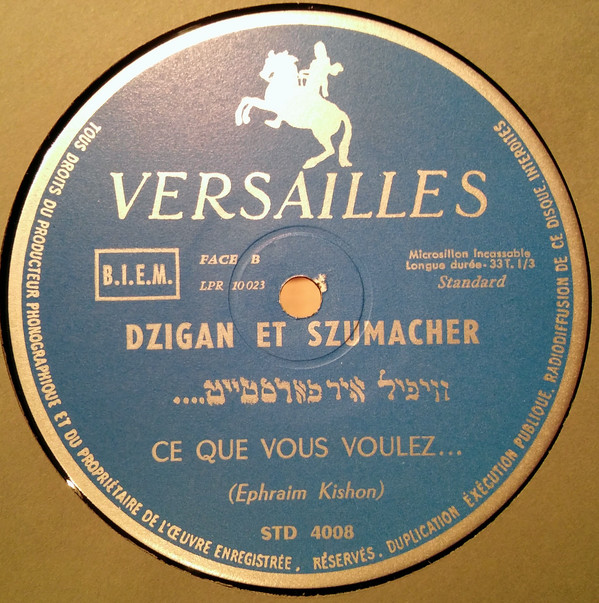 VERSAILLES
B.I.E.M.
FACE B
LPR 10023
Microsillon incassable
Longue durée - 33 T. 1/3
Standard
DZIGAN ET SZUMACHER
וויפיל איר ....
CE QUE VOUS VOULEZ...
(Ephraim Kishon)
STD 4008
TOUS DROITS DU PRODUCTEUR PHONOGRAPHIQUE ET DU PROPRIÉTAIRE DE L'ŒUVRE ENREGISTRÉE, RÉSERVÉS. DUPLICATION EXÉCUTION PUBLIQUE, RADIODIFFUSION DE CE DISQUE INTERDITES